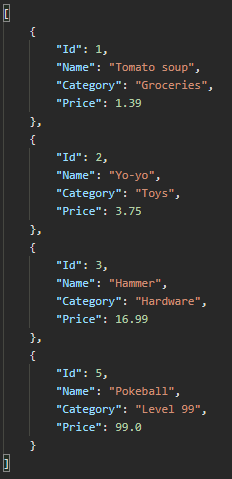 [
    {
        "Id": 1,
        "Name": "Tomato soup",
        "Category": "Groceries",
        "Price": 1.39
    },
    {
        "Id": 2,
        "Name": "Yo-yo",
        "Category": "Toys",
        "Price": 3.75
    },
    {
        "Id": 3,
        "Name": "Hammer",
        "Category": "Hardware",
        "Price": 16.99
    },
    {
        "Id": 5,
        "Name": "Pokeball",
        "Category": "Level 99",
        "Price": 99.0
    }
]